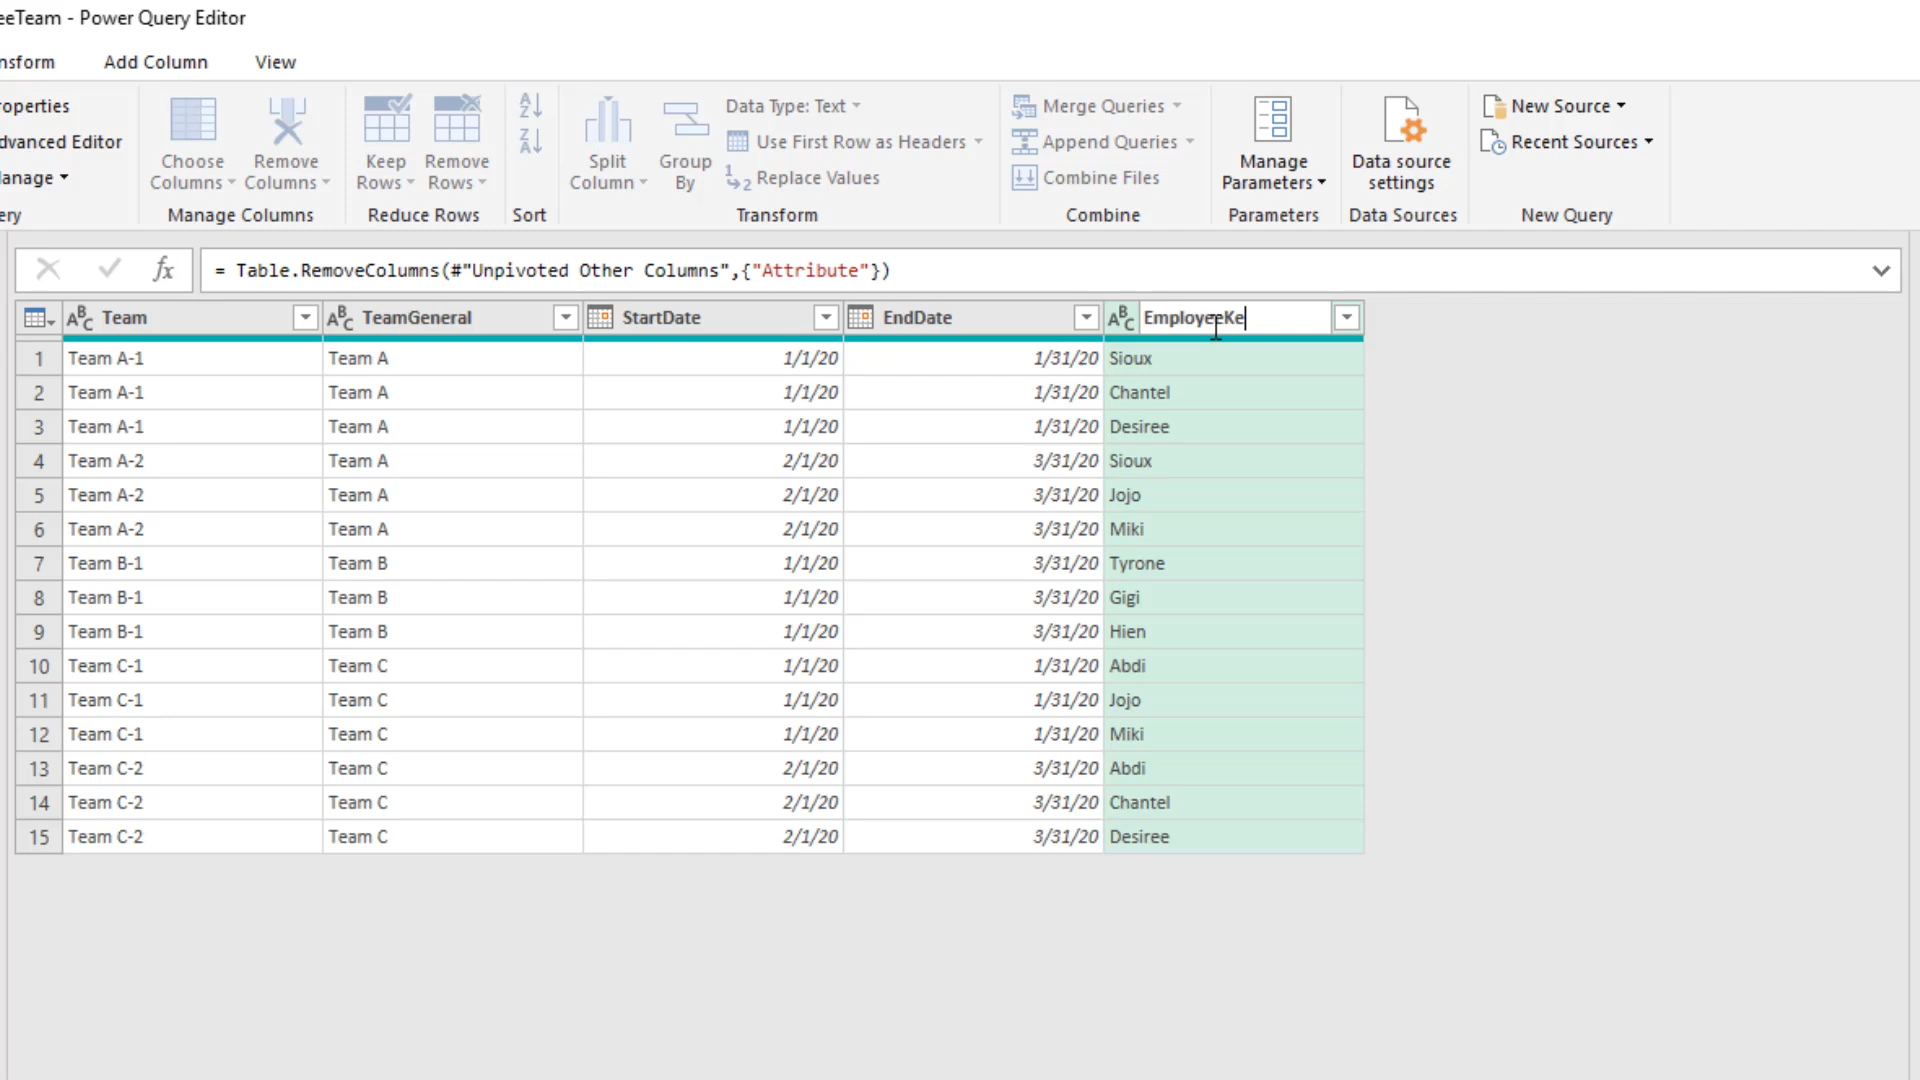 eeTeam - Power Query Editor
nsform Add Column View
roperties
dvanced Editor
anage
ery
Choose Columns
Remove Columns
Manage Columns
Keep Rows
Remove Rows
Reduce Rows
Sort
Split Column
Group By
Data Type: Text
Use First Row as Headers
Replace Values
Transform
Merge Queries
Append Queries
Combine Files
Combine
Manage Parameters
Parameters
Data source settings
Data Sources
New Source
Recent Sources
New Query
fx = Table.RemoveColumns(#"Unpivoted Other Columns",{"Attribute"})
Team TeamGeneral StartDate EndDate EmployeeKe
1 Team A-1 Team A 1/1/20 1/31/20 Sioux
2 Team A-1 Team A 1/1/20 1/31/20 Chantel
3 Team A-1 Team A 1/1/20 1/31/20 Desiree
4 Team A-2 Team A 2/1/20 3/31/20 Sioux
5 Team A-2 Team A 2/1/20 3/31/20 Jojo
6 Team A-2 Team A 2/1/20 3/31/20 Miki
7 Team B-1 Team B 1/1/20 3/31/20 Tyrone
8 Team B-1 Team B 1/1/20 3/31/20 Gigi
9 Team B-1 Team B 1/1/20 3/31/20 Hien
10 Team C-1 Team C 1/1/20 1/31/20 Abdi
11 Team C-1 Team C 1/1/20 1/31/20 Jojo
12 Team C-1 Team C 1/1/20 1/31/20 Miki
13 Team C-2 Team C 2/1/20 3/31/20 Abdi
14 Team C-2 Team C 2/1/20 3/31/20 Chantel
15 Team C-2 Team C 2/1/20 3/31/20 Desiree